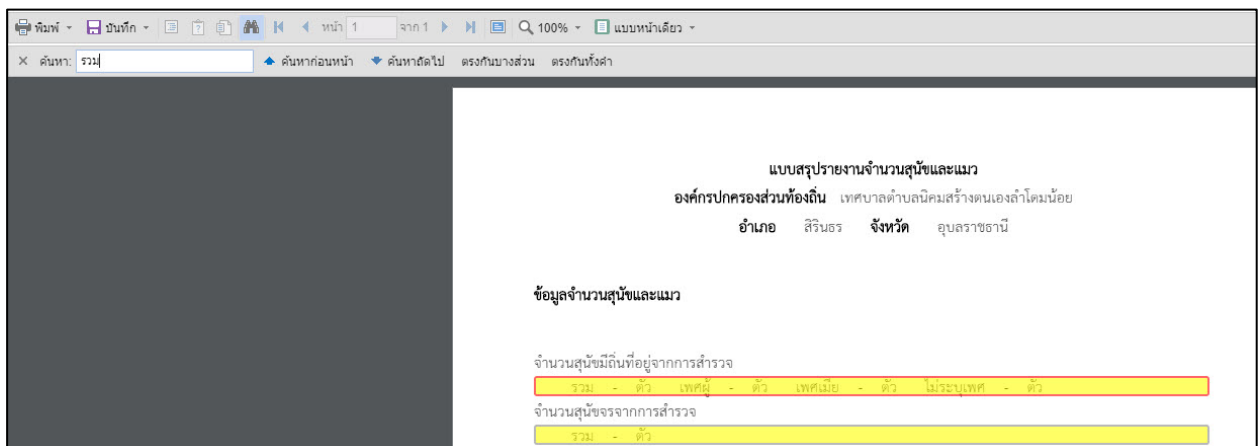 พิมพ์ บันทึก หน้า 1 จาก 1 100% แบบหน้าเดียว
× ค้นหา: รวม ค้นหาก่อนหน้า ค้นหาถัดไป ตรงกันบางส่วน ตรงกันทั้งคำ
แบบสรุปรายงานจำนวนสุนัขและแมว
องค์กรปกครองส่วนท้องถิ่น เทศบาลตำบลนิคมสร้างตนเองลำโดมน้อย
อำเภอ สิรินธร จังหวัด อุบลราชธานี
ข้อมูลจำนวนสุนัขและแมว
จำนวนสุนัขมีถิ่นที่อยู่จากการสำรวจ
รวม - ตัว เพศผู้ - ตัว เพศเมีย - ตัว ไม่ระบุเพศ - ตัว
จำนวนสุนัขจรจากการสำรวจ
รวม - ตัว